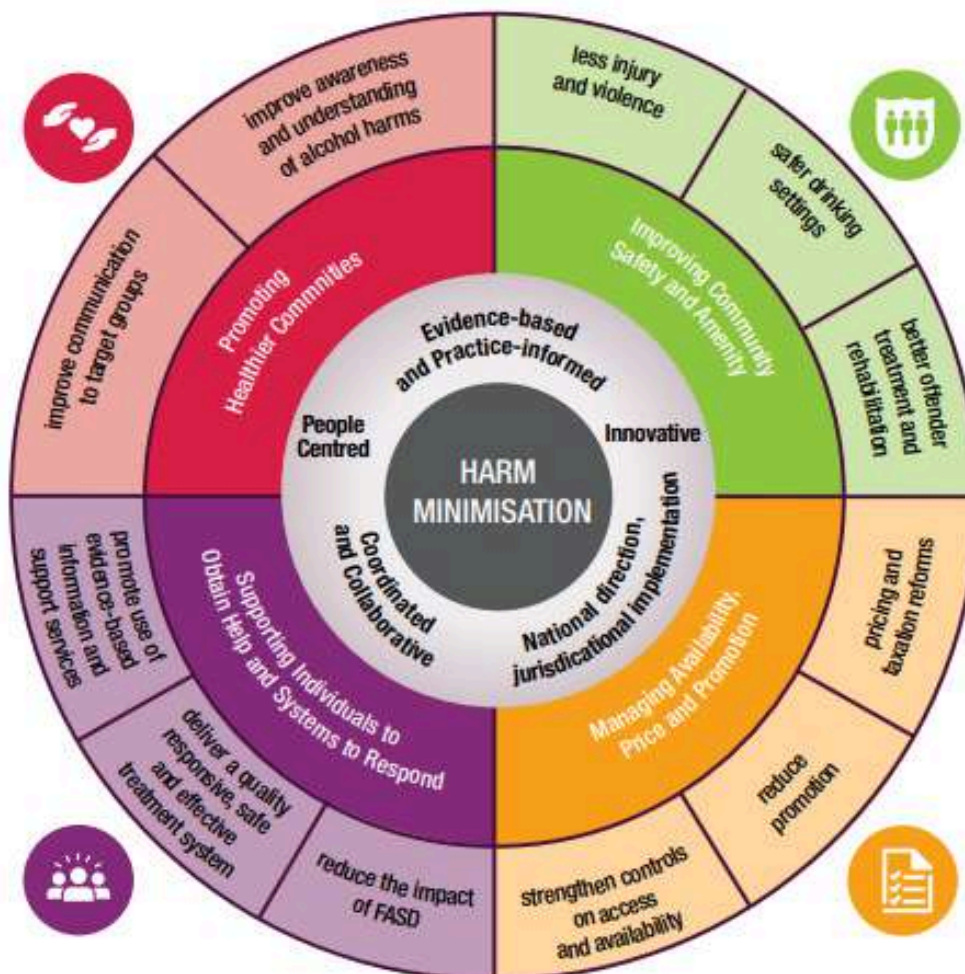 improve awareness
and understanding
of alcohol harms
improve communication
to target groups
Promoting
Healthier Commnities
less injury
and violence
safer drinking
settings
better offender
treatment and
rehabilitation
Improving Community
Safety and Amenity
Evidence-based
and Practice-informed
People
Centred
Innovative
HARM
MINIMISATION
Coordinated
and Collaborative
National direction,
jurisdicational implementation
Supporting Individuals to
Obtain Help and Systems to Respond
promote use of
evidence-based
information and
support services
deliver a quality
responsive, safe
and effective
treatment system
reduce the impact
of FASD
Managing Availability,
Price and Promotion
pricing and
taxation reforms
reduce
promotion
strengthen controls
on access
and availability